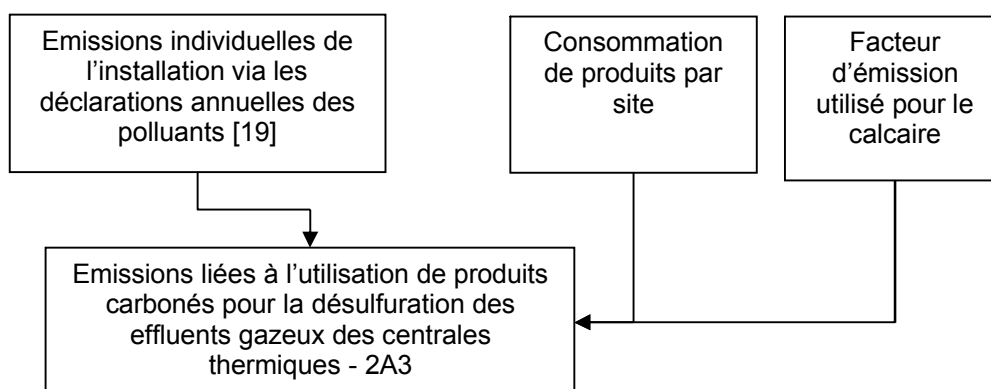 Emissions individuelles de
l'installation via les
déclarations annuelles des
polluants [19]
Consommation
de produits par
site
Facteur
d'émission
utilisé pour le
calcaire
Emissions liées à l'utilisation de produits
carbonés pour la désulfuration des
effluents gazeux des centrales
thermiques - 2A3